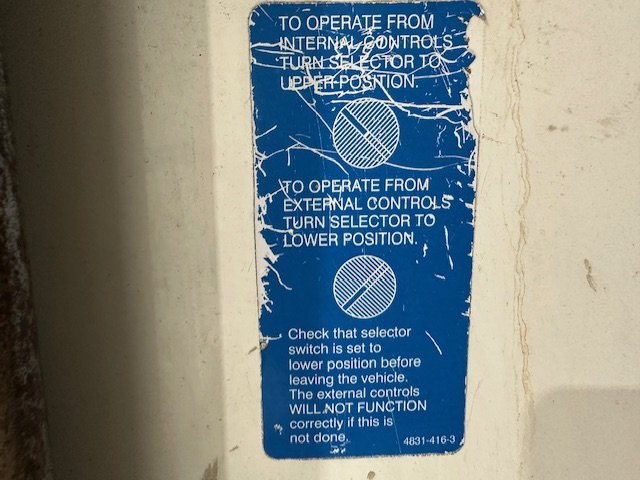 TO OPERATE FROM
INTERNAL CONTROLS
TURN SELECTOR TO
UPPER POSITION.
TO OPERATE FROM
EXTERNAL CONTROLS
TURN SELECTOR TO
LOWER POSITION.
Check that selector
switch is set to
lower position before
leaving the vehicle.
The external controls
WILL NOT FUNCTION
correctly if this is
not done.
4831-416-3